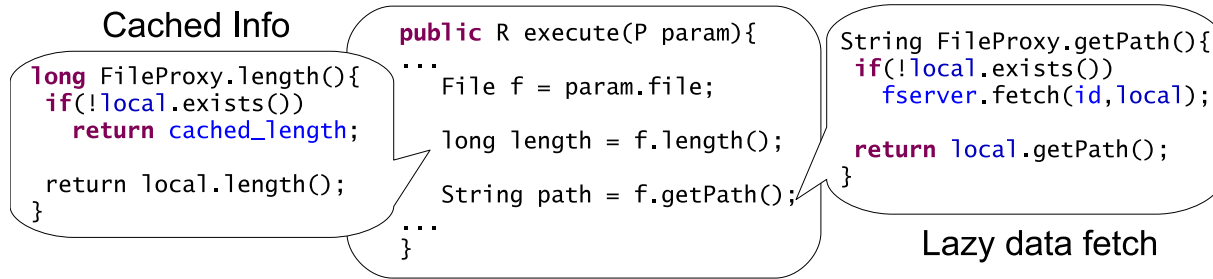 Cached Info
long FileProxy.length(){
if(!local.exists())
return cached_length;
return local.length();
}
public R execute(P param){
...
File f = param.file;
long length = f.length();
String path = f.getPath();
...
}
String FileProxy.getPath(){
if(!local.exists())
fserver.fetch(id,local);
return local.getPath();
}
Lazy data fetch